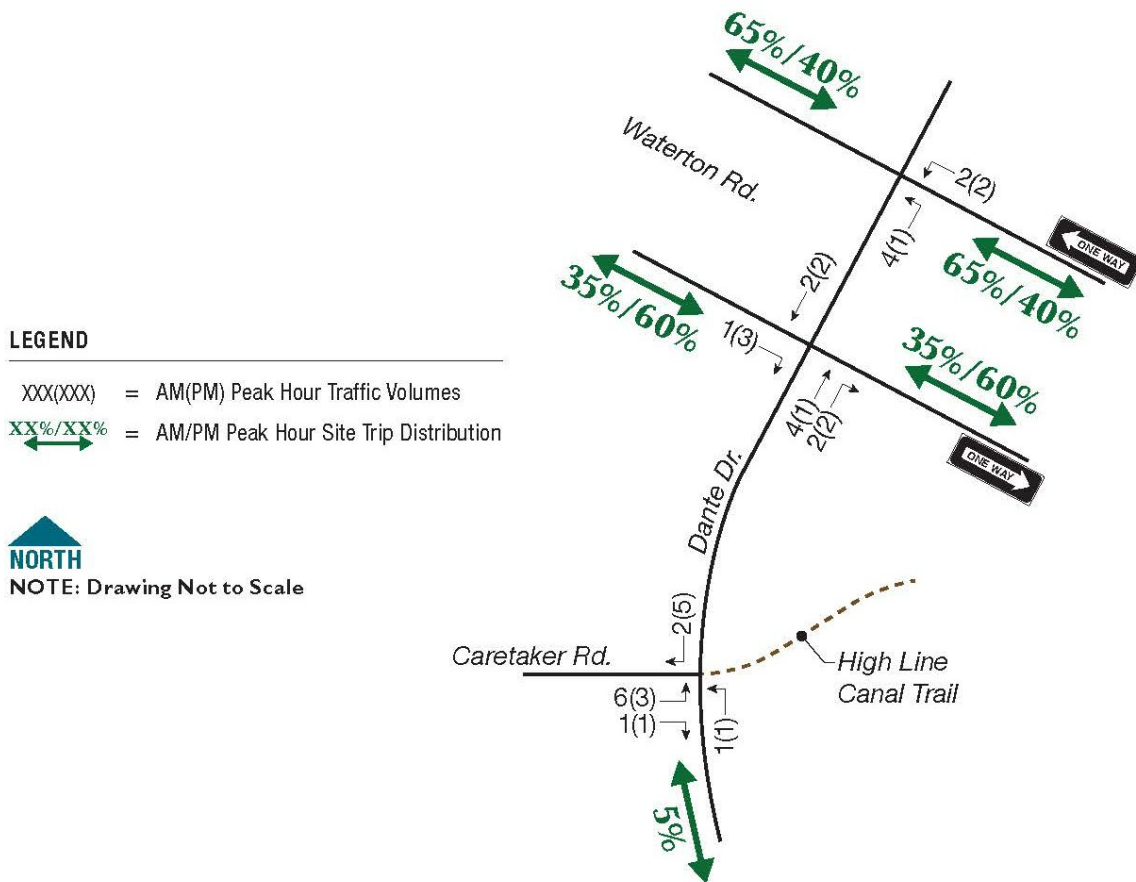 65%/40%
Waterton Rd.
2(2)
4(1)
ONE WAY
65%/40%
2(2)
35%/60%
1(3)
35%/60%
4(1)
2(2)
ONE WAY
LEGEND
XXX(XXX) = AM(PM) Peak Hour Traffic Volumes
XX%/XX% = AM/PM Peak Hour Site Trip Distribution
Dante Dr.
NORTH
NOTE: Drawing Not to Scale
2(5)
Caretaker Rd.
High Line
Canal Trail
6(3)
1(1)
1(1)
5%